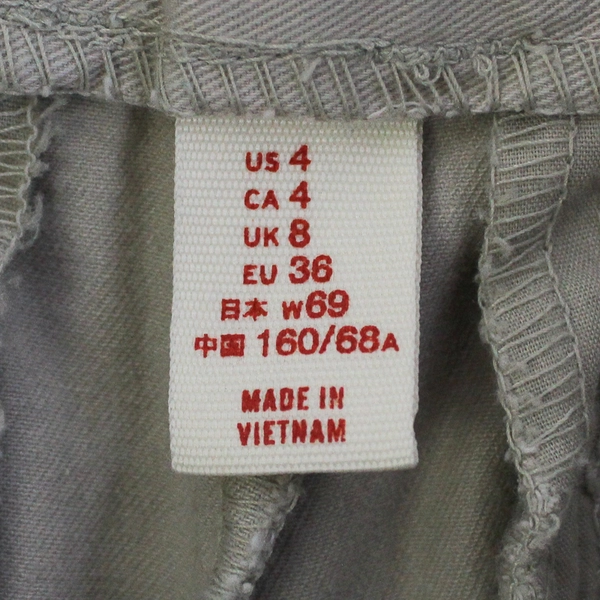 US 4
CA 4
UK 8
EU 36
日本 W69
中国 160/68A
MADE IN
VIETNAM